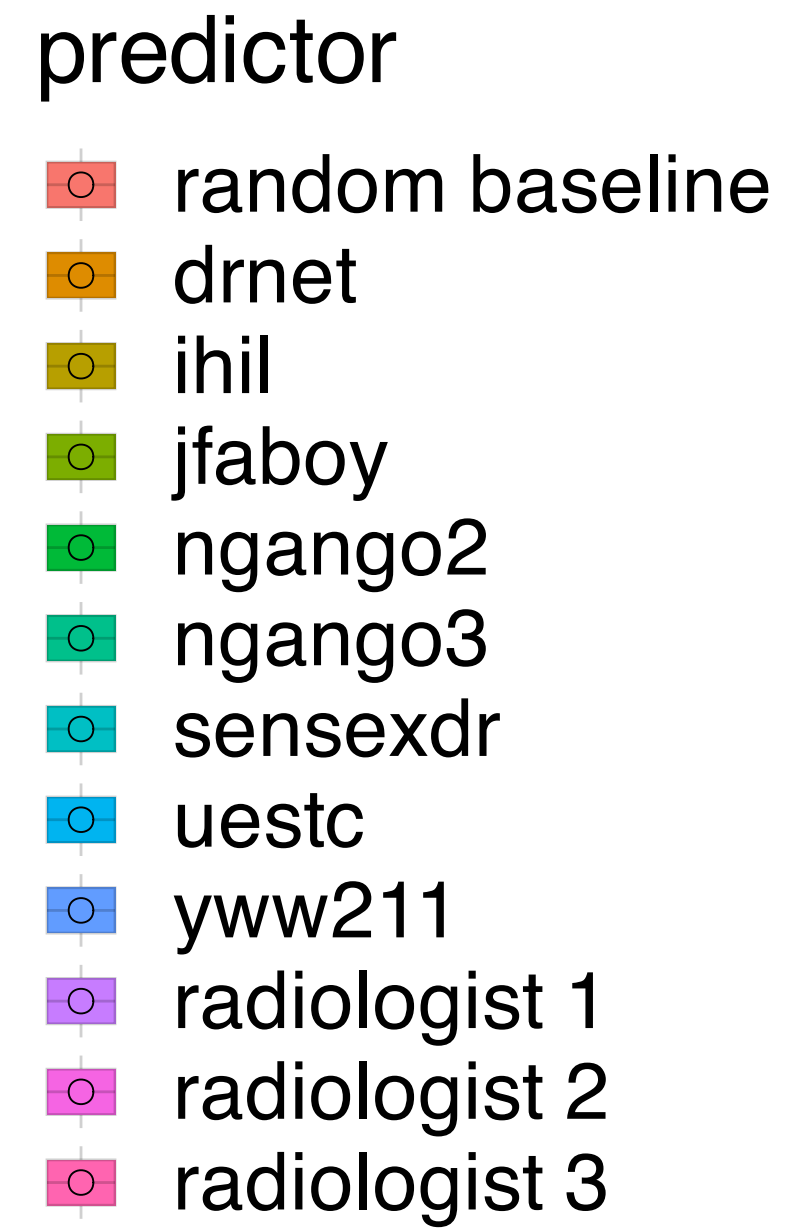 predictor
random baseline
drnet
ihil
jfaboy
ngango2
ngango3
sensexdr
uestc
yww211
radiologist 1
radiologist 2
radiologist 3